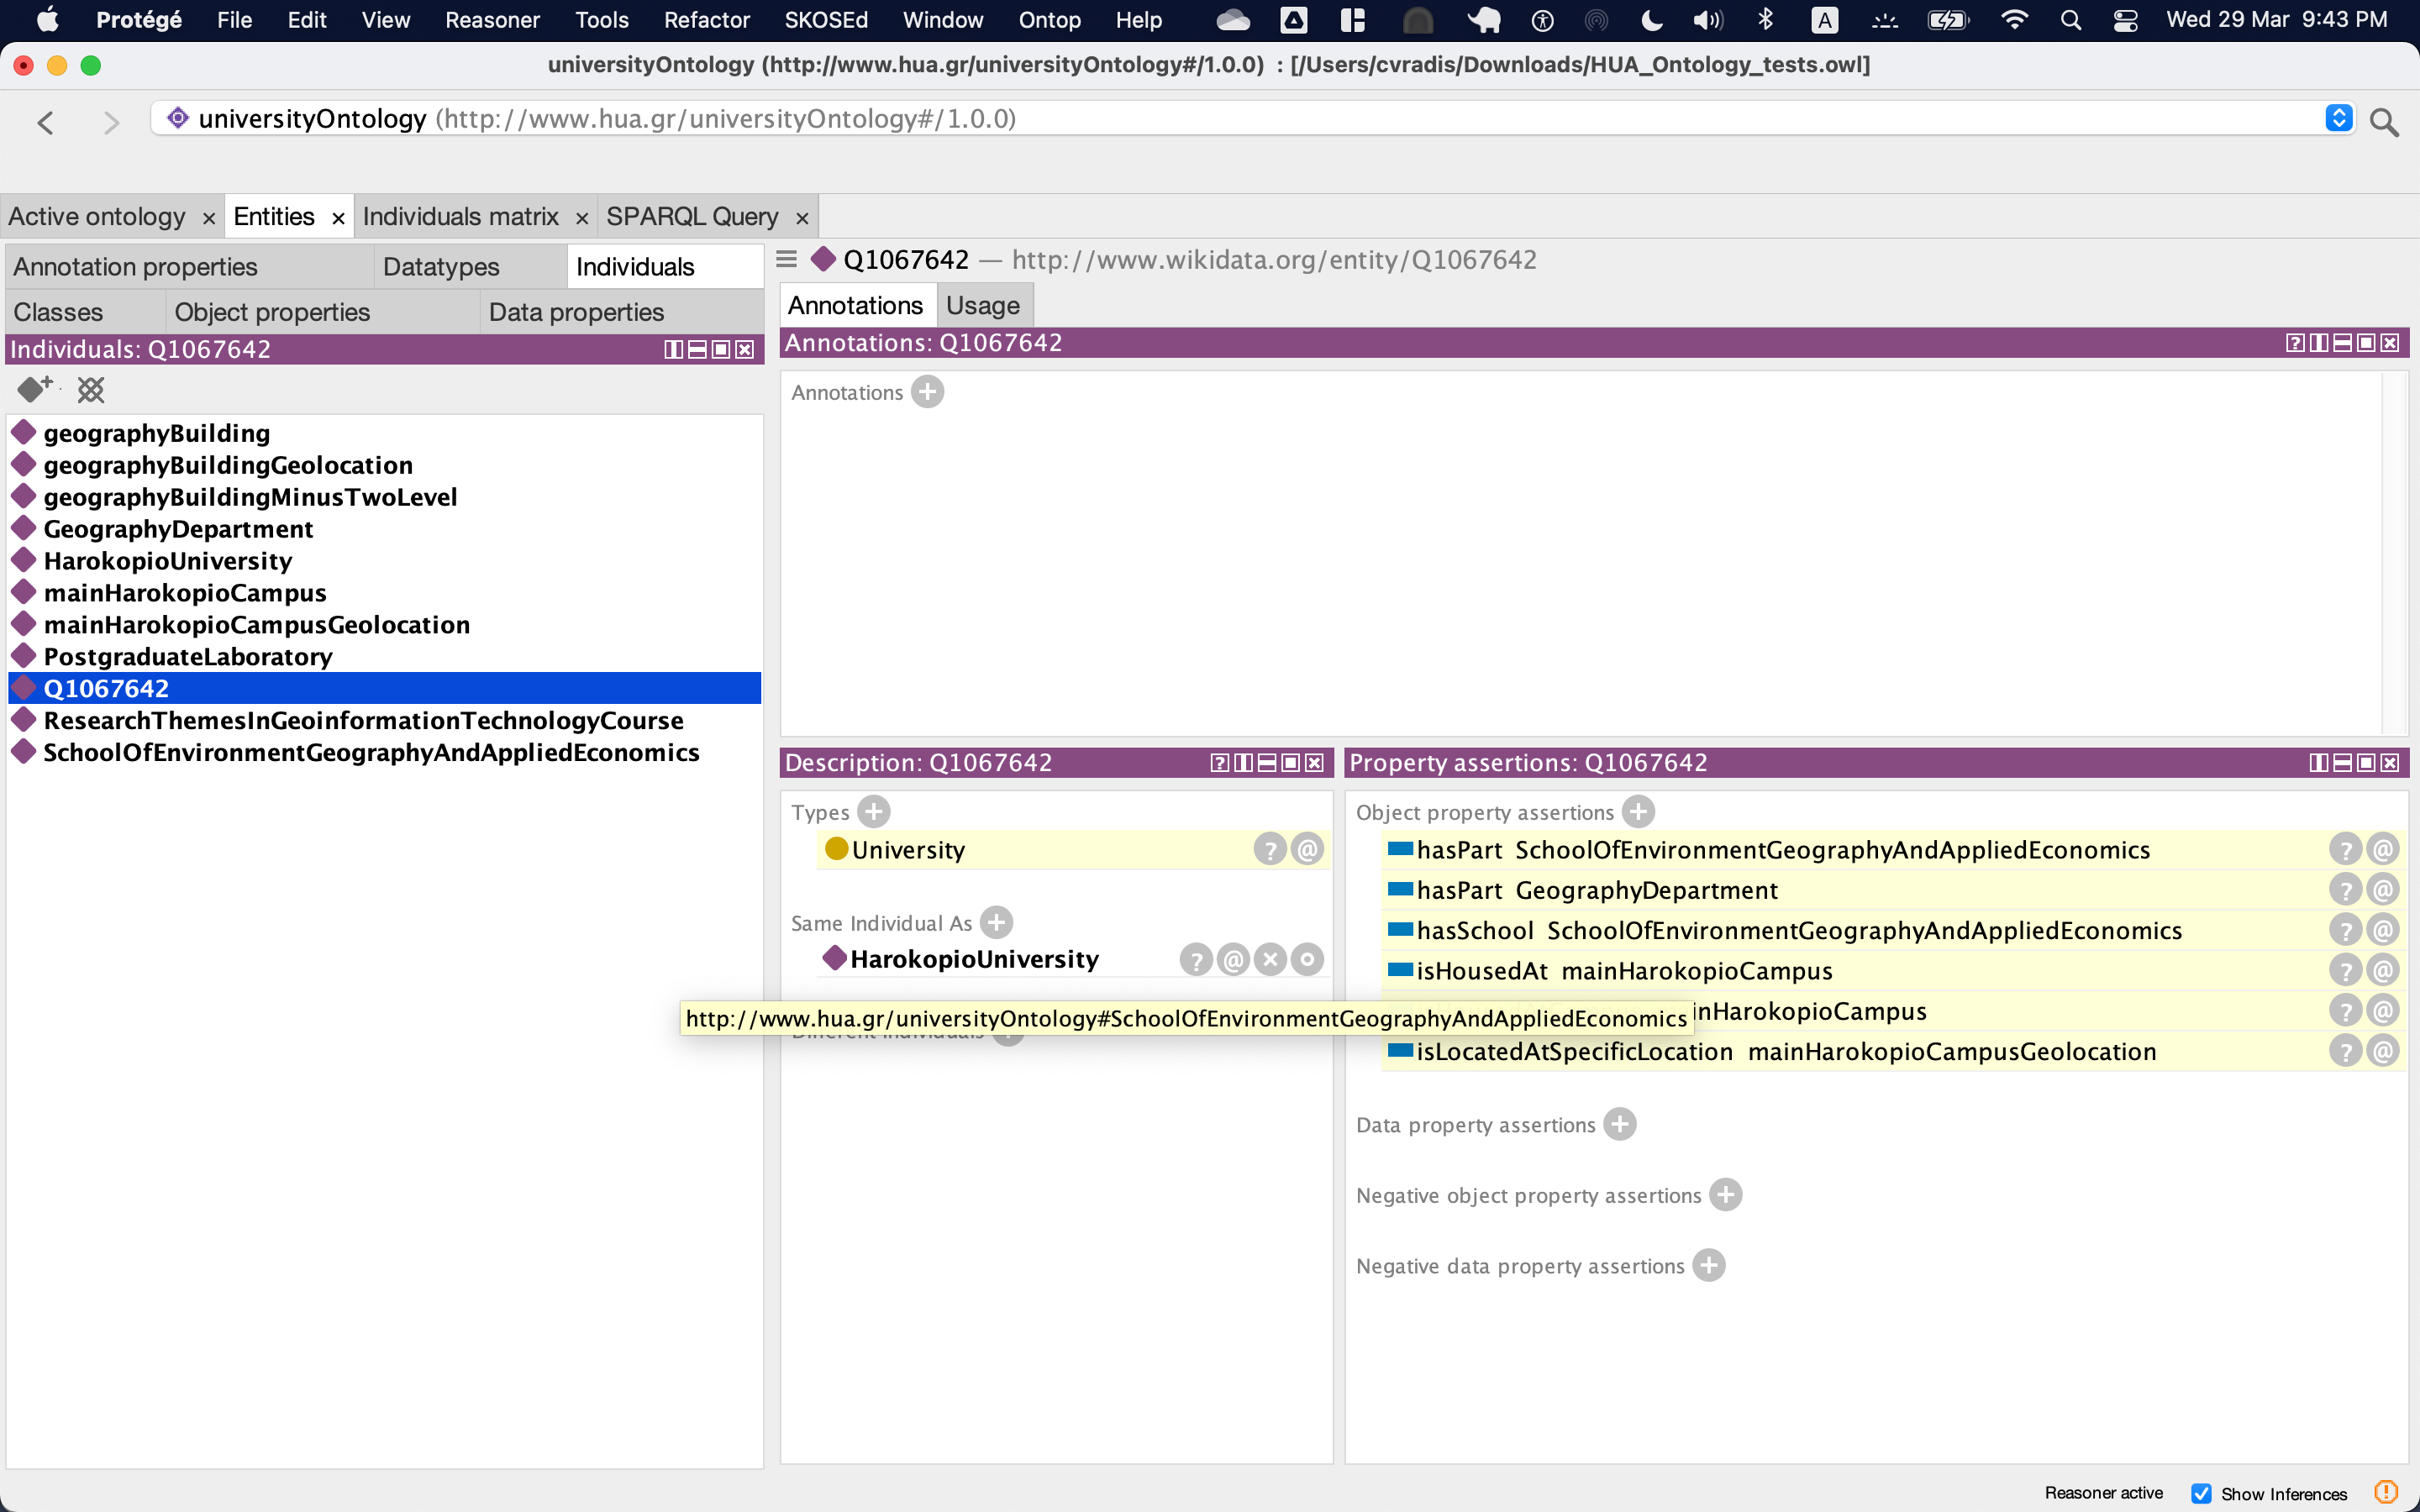 Protégé File Edit View Reasoner Tools Refactor SKOSEd Window Ontop Help A Wed 29 Mar 9:43 PM
universityOntology (http://www.hua.gr/universityOntology#/1.0.0) : [/Users/cvradis/Downloads/HUA_Ontology_tests.owl]
universityOntology (http://www.hua.gr/universityOntology#/1.0.0)
Active ontology × Entities × Individuals matrix × SPARQL Query ×
Annotation properties Datatypes Individuals
Classes Object properties Data properties
Individuals: Q1067642
geographyBuilding
geographyBuildingGeolocation
geographyBuildingMinusTwoLevel
GeographyDepartment
HarokopioUniversity
mainHarokopioCampus
mainHarokopioCampusGeolocation
PostgraduateLaboratory
Q1067642
ResearchThemesInGeoinformationTechnologyCourse
SchoolOfEnvironmentGeographyAndAppliedEconomics
Q1067642 — http://www.wikidata.org/entity/Q1067642
Annotations Usage
Annotations: Q1067642
Annotations
Description: Q1067642
Types
University
Same Individual As
HarokopioUniversity
http://www.hua.gr/universityOntology#SchoolOfEnvironmentGeographyAndAppliedEconomics
Property assertions: Q1067642
Object property assertions
hasPart SchoolOfEnvironmentGeographyAndAppliedEconomics
hasPart GeographyDepartment
hasSchool SchoolOfEnvironmentGeographyAndAppliedEconomics
isHousedAt mainHarokopioCampus
inHarokopioCampus
isLocatedAtSpecificLocation mainHarokopioCampusGeolocation
Data property assertions
Negative object property assertions
Negative data property assertions
Reasoner active Show Inferences